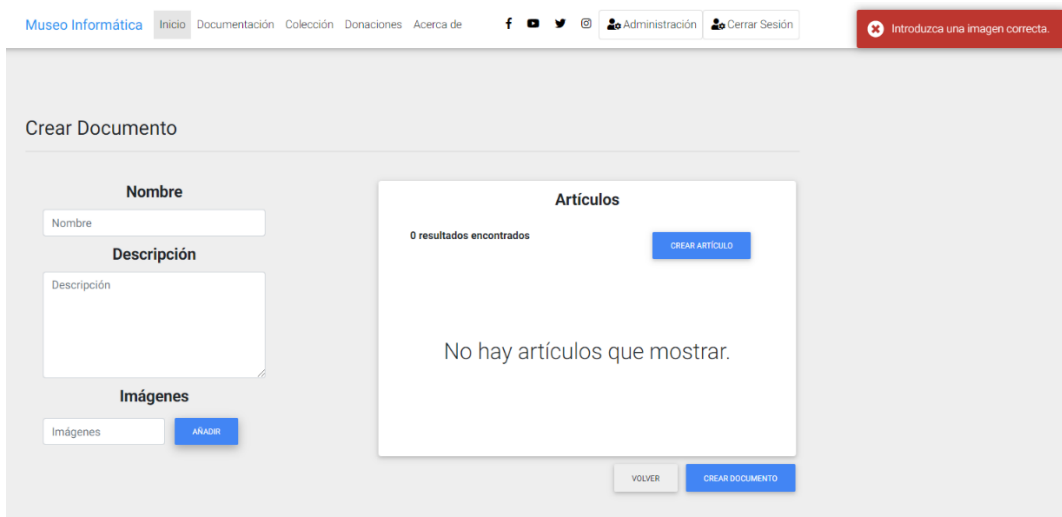 Museo Informática Inicio Documentación Colección Donaciones Acerca de Administración Cerrar Sesión
Introduzca una imagen correcta.
Crear Documento
Nombre
Nombre
Descripción
Descripción
Imágenes
Imágenes AÑADIR
Artículos
0 resultados encontrados CREAR ARTÍCULO
No hay artículos que mostrar.
VOLVER CREAR DOCUMENTO